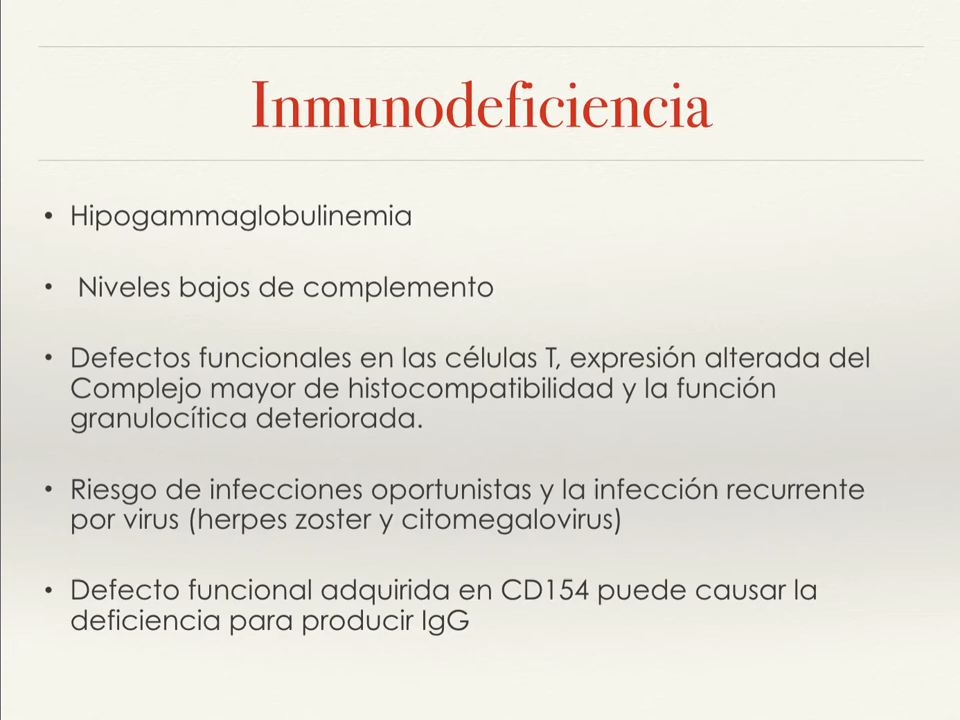 Inmunodeficiencia
• Hipogammaglobulinemia
• Niveles bajos de complemento
• Defectos funcionales en las células T, expresión alterada del
Complejo mayor de histocompatibilidad y la función
granulocítica deteriorada.
• Riesgo de infecciones oportunistas y la infección recurrente
por virus (herpes zoster y citomegalovirus)
• Defecto funcional adquirida en CD154 puede causar la
deficiencia para producir IgG